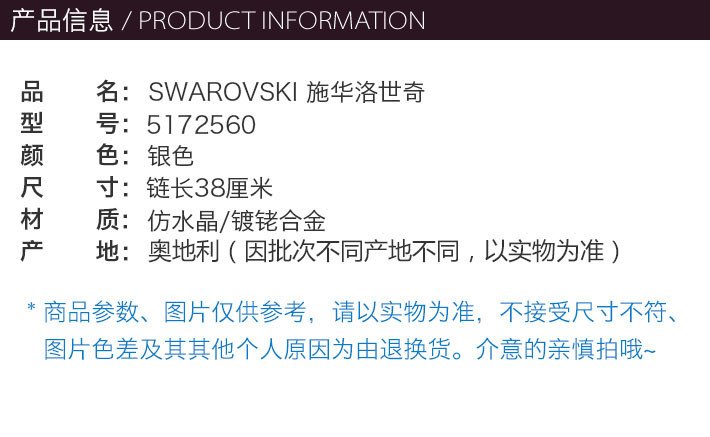 产品信息 / PRODUCT INFORMATION
品 名：SWAROVSKI 施华洛世奇
型 号：5172560
颜 色：银色
尺 寸：链长38厘米
材 质：仿水晶/镀铑合金
产 地：奥地利（因批次不同产地不同，以实物为准）
* 商品参数、图片仅供参考，请以实物为准，不接受尺寸不符、
图片色差及其其他个人原因为由退换货。介意的亲慎拍哦~